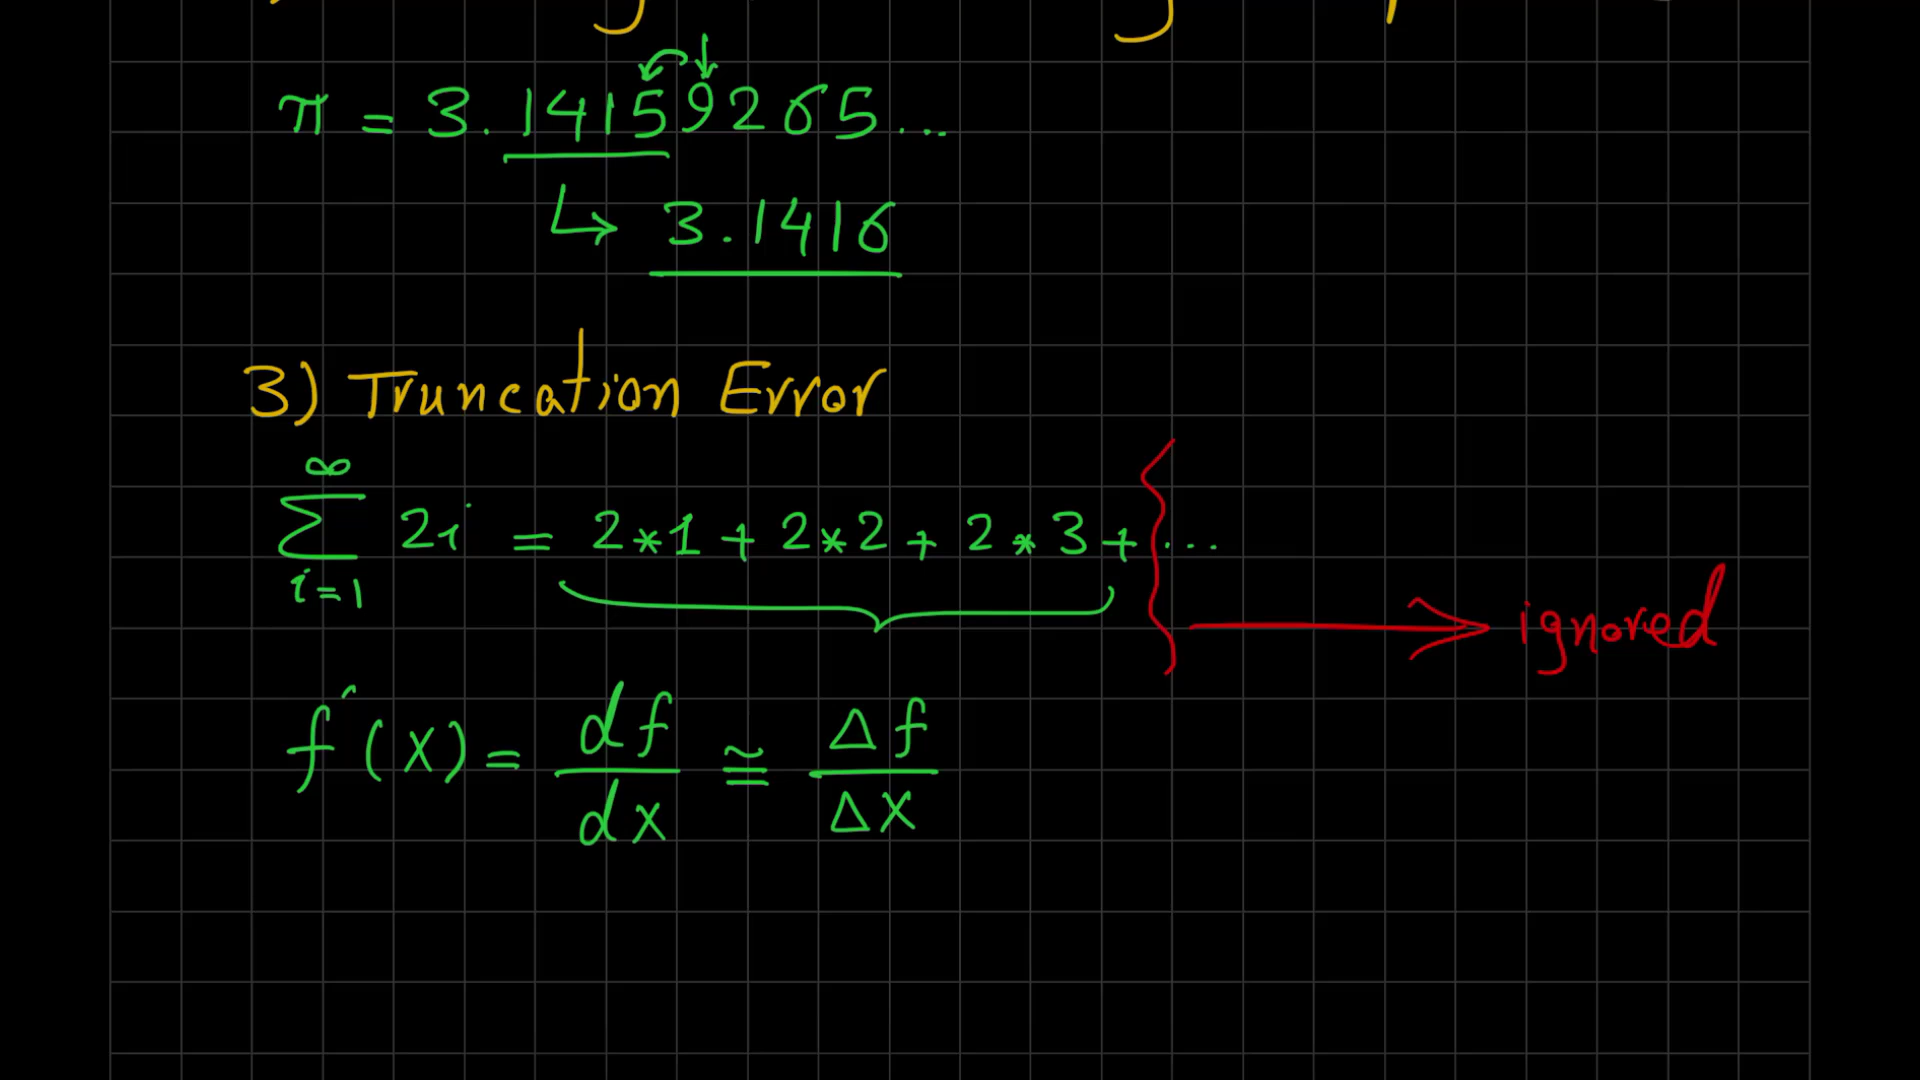 π = 3.14159265...
↳ 3.1416
3) Truncation Error
∞
∑ 2i = 2*1 + 2*2 + 2*3 + ...
i=1
ignored
f'(x) = df/dx ≅ Δf/Δx